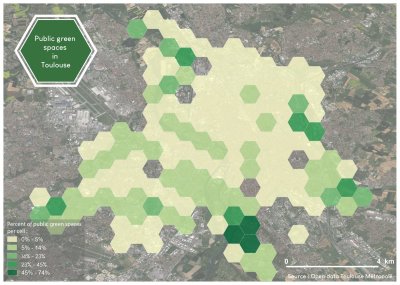 Public green
spaces
in
Toulouse
Percent of public green spaces
per cell:
0% - 5%
5% - 14%
14% - 23%
23% - 45%
45% - 74%
0 4 km
Source : Open data Toulouse Métropole